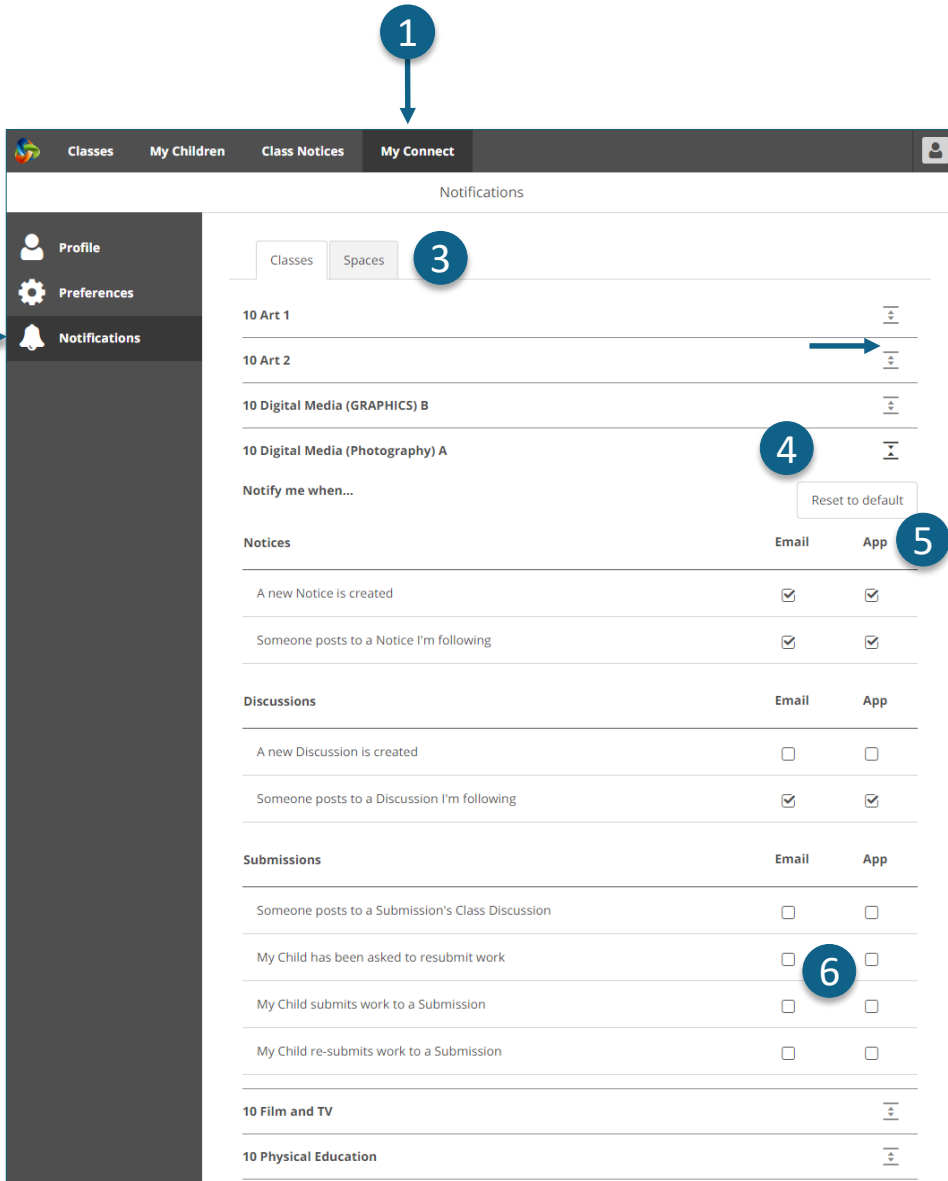 1
Classes My Children Class Notices My Connect
Notifications
Profile
Preferences
Notifications
Classes Spaces 3
10 Art 1
10 Art 2
10 Digital Media (GRAPHICS) B
10 Digital Media (Photography) A
4
Notify me when...
Reset to default
Notices Email App 5
A new Notice is created
Someone posts to a Notice I'm following
Discussions Email App
A new Discussion is created
Someone posts to a Discussion I'm following
Submissions Email App
Someone posts to a Submission's Class Discussion
My Child has been asked to resubmit work
6
My Child submits work to a Submission
My Child re-submits work to a Submission
10 Film and TV
10 Physical Education